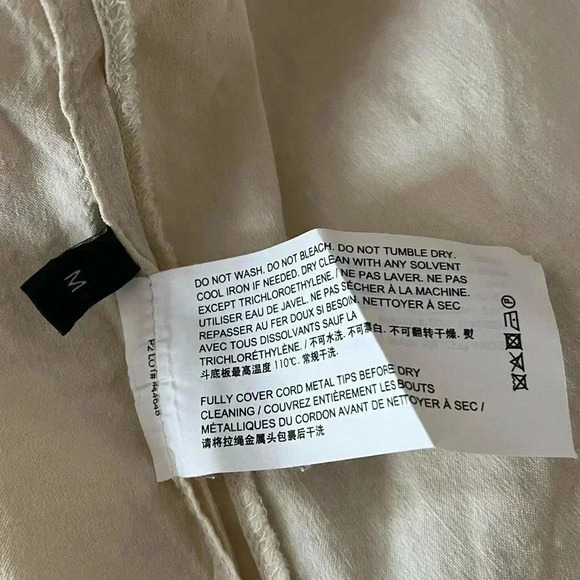 M
DO NOT WASH. DO NOT BLEACH. DO NOT TUMBLE DRY.
COOL IRON IF NEEDED. DRY CLEAN WITH ANY SOLVENT
EXCEPT TRICHLOROETHYLENE. / NE PAS LAVER. NE PAS
UTILISER EAU DE JAVEL. NE PAS SÉCHER À LA MACHINE.
REPASSER AU FER DOUX SI BESOIN. NETTOYER À SEC
AVEC TOUS DISSOLVANTS SAUF LA
TRICHLORÉTHYLÈNE. / 不可水洗. 不可漂白. 不可翻转干燥. 熨
斗底板最高温度 110℃. 常规干洗.
FULLY COVER CORD METAL TIPS BEFORE DRY
CLEANING / COUVREZ ENTIÈREMENT LES BOUTS
MÉTALLIQUES DU CORDON AVANT DE NETTOYER À SEC /
请将拉绳金属头包裹后干洗